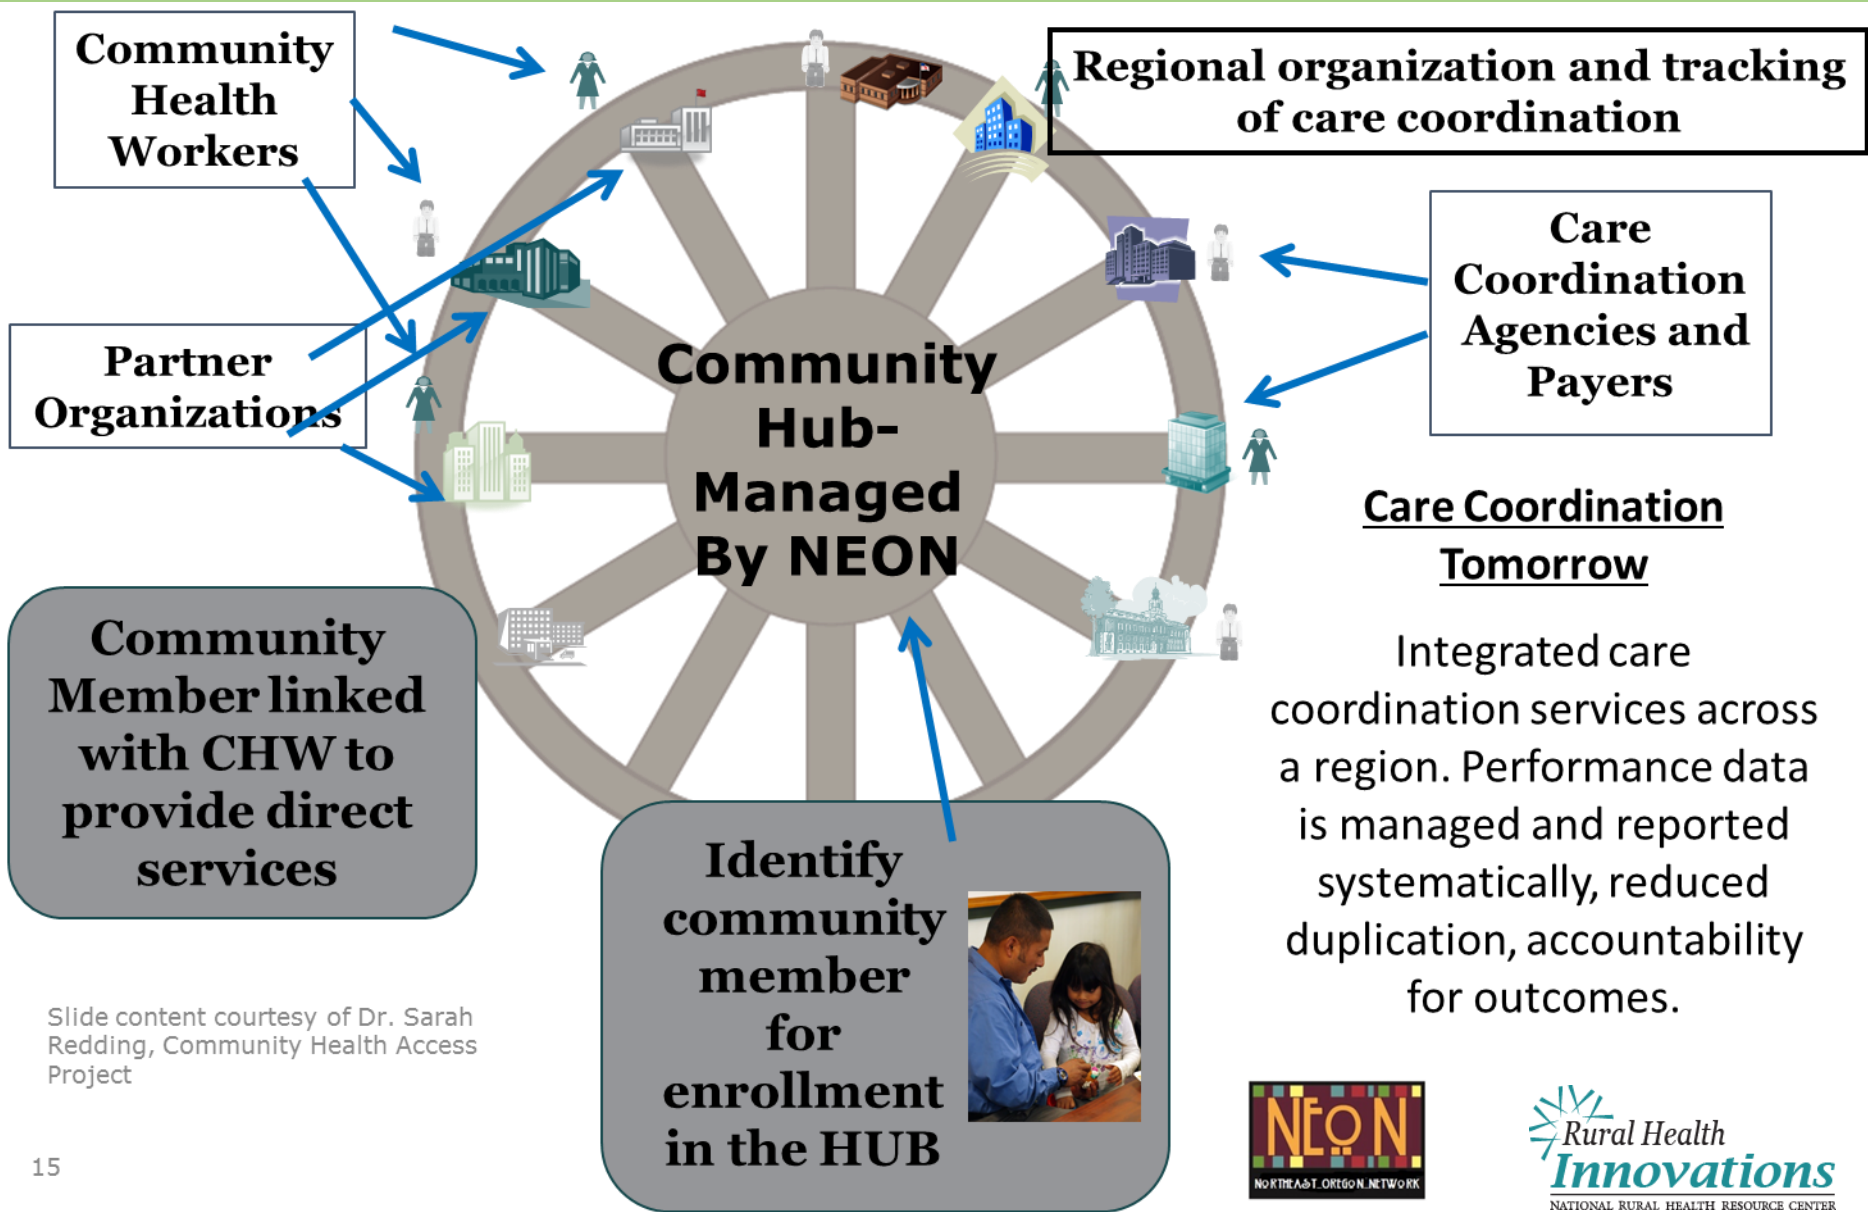 Community
Health
Workers
Regional organization and tracking
of care coordination
Care
Coordination
Agencies and
Payers
Partner
Organizations
Community
Hub-
Managed
By NEON
Care Coordination
Tomorrow
Integrated care
coordination services across
a region. Performance data
is managed and reported
systematically, reduced
duplication, accountability
for outcomes.
Community
Member linked
with CHW to
provide direct
services
Identify
community
member
for
enrollment
in the HUB
Slide content courtesy of Dr. Sarah
Redding, Community Health Access
Project
15
NEON
NORTHEAST OREGON NETWORK
Rural Health
Innovations
NATIONAL RURAL HEALTH RESOURCE CENTER